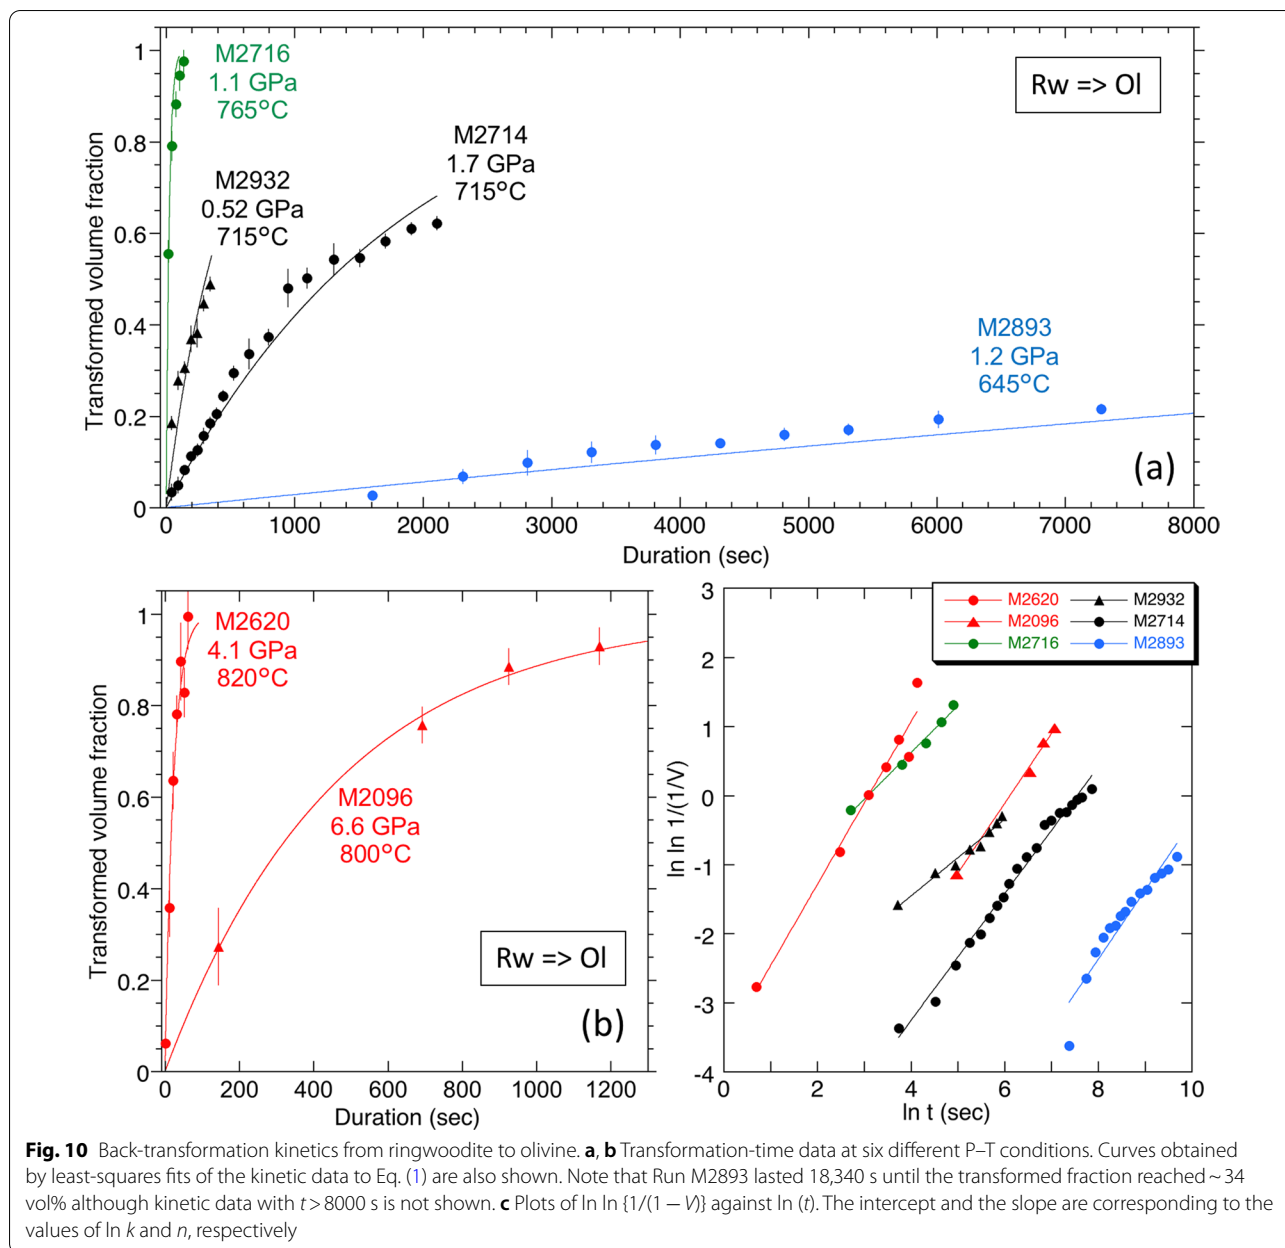 M2716
1.1 GPa
765°C
M2932
0.52 GPa
715°C
M2714
1.7 GPa
715°C
Rw => Ol
M2893
1.2 GPa
645°C
(a)
Transformed volume fraction
1
0.8
0.6
0.4
0.2
0
0 1000 2000 3000 4000 5000 6000 7000 8000
Duration (sec)
M2620
4.1 GPa
820°C
M2096
6.6 GPa
800°C
Rw => Ol
(b)
Transformed volume fraction
1
0.8
0.6
0.4
0.2
0
0 200 400 600 800 1000 1200
Duration (sec)
M2620 M2932
M2096 M2714
M2716 M2893
ln ln 1/(1/V)
3
2
1
0
-1
-2
-3
-4
0 2 4 6 8 10
ln t (sec)
Fig. 10 Back-transformation kinetics from ringwoodite to olivine. a, b Transformation-time data at six different P–T conditions. Curves obtained
by least-squares fits of the kinetic data to Eq. (1) are also shown. Note that Run M2893 lasted 18,340 s until the transformed fraction reached ~ 34
vol% although kinetic data with t > 8000 s is not shown. c Plots of ln ln {1/(1 − V)} against ln (t). The intercept and the slope are corresponding to the
values of ln k and n, respectively